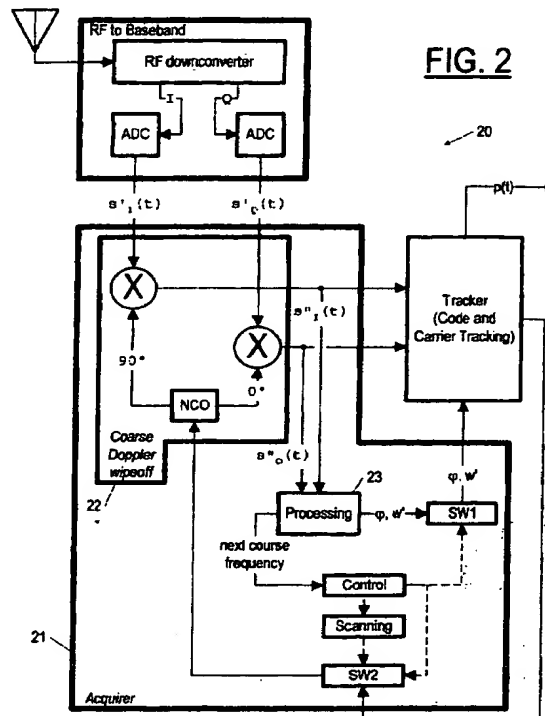 RF to Baseband
RF downconverter
FIG. 2
I
Q
ADC
ADC
20
s'I(t)
s'Q(t)
p(t)
X
Tracker
(Code and
Carrier Tracking)
s"I(t)
X
90°
0°
NCO
Coarse
Doppler
wipeoff
s"Q(t)
φ, w'
22
23
Processing
φ, w'
SW1
next course
frequency
Control
Scanning
21
SW2
Acquirer